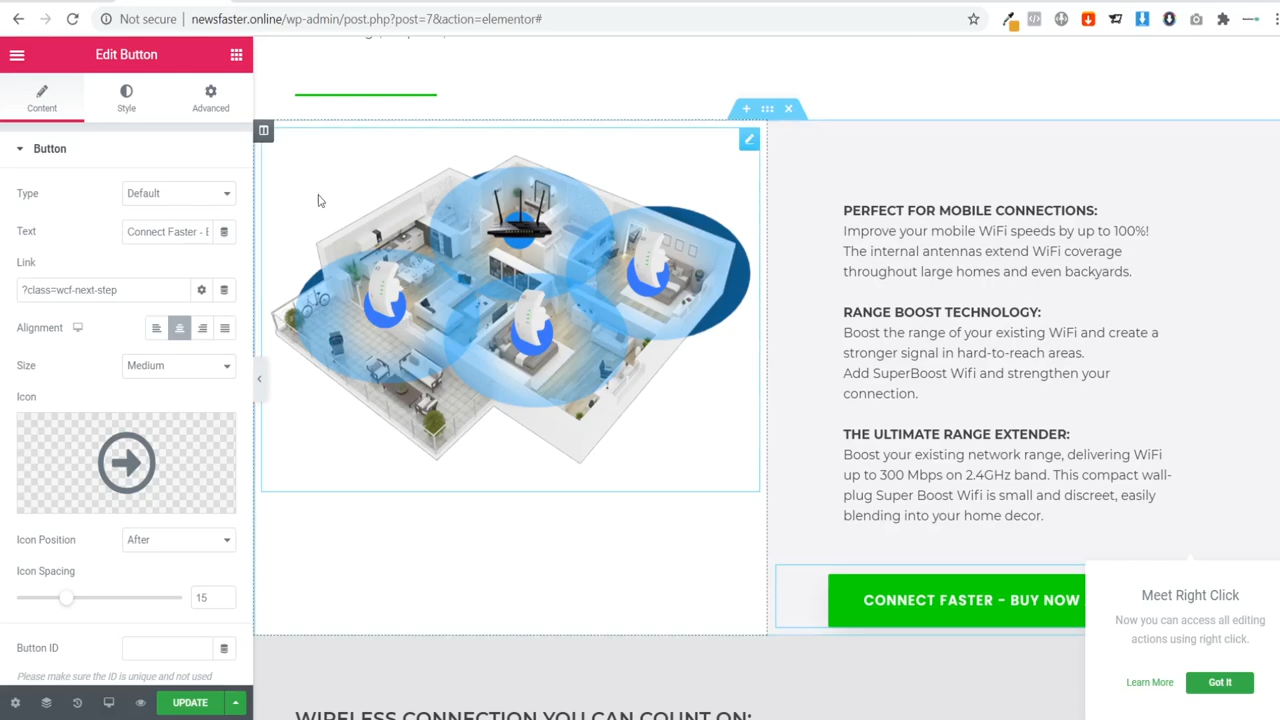 Not secure newsfaster.online/wp-admin/post.php?post=7&action=elementor#
Edit Button
Content
Style
Advanced
Button
Type
Default
Text
Connect Faster - E
Link
?class=wcf-next-step
Alignment
Size
Medium
Icon
Icon Position
After
Icon Spacing
15
Button ID
Please make sure the ID is unique and not used
UPDATE
PERFECT FOR MOBILE CONNECTIONS:
Improve your mobile WiFi speeds by up to 100%!
The internal antennas extend WiFi coverage
throughout large homes and even backyards.
RANGE BOOST TECHNOLOGY:
Boost the range of your existing WiFi and create a
stronger signal in hard-to-reach areas.
Add SuperBoost Wifi and strengthen your
connection.
THE ULTIMATE RANGE EXTENDER:
Boost your existing network range, delivering WiFi
up to 300 Mbps on 2.4GHz band. This compact wall-
plug Super Boost Wifi is small and discreet, easily
blending into your home decor.
CONNECT FASTER - BUY NOW
Meet Right Click
Now you can access all editing
actions using right click.
Learn More
Got It
WIRELESS CONNECTION YOU CAN COUNT ON: